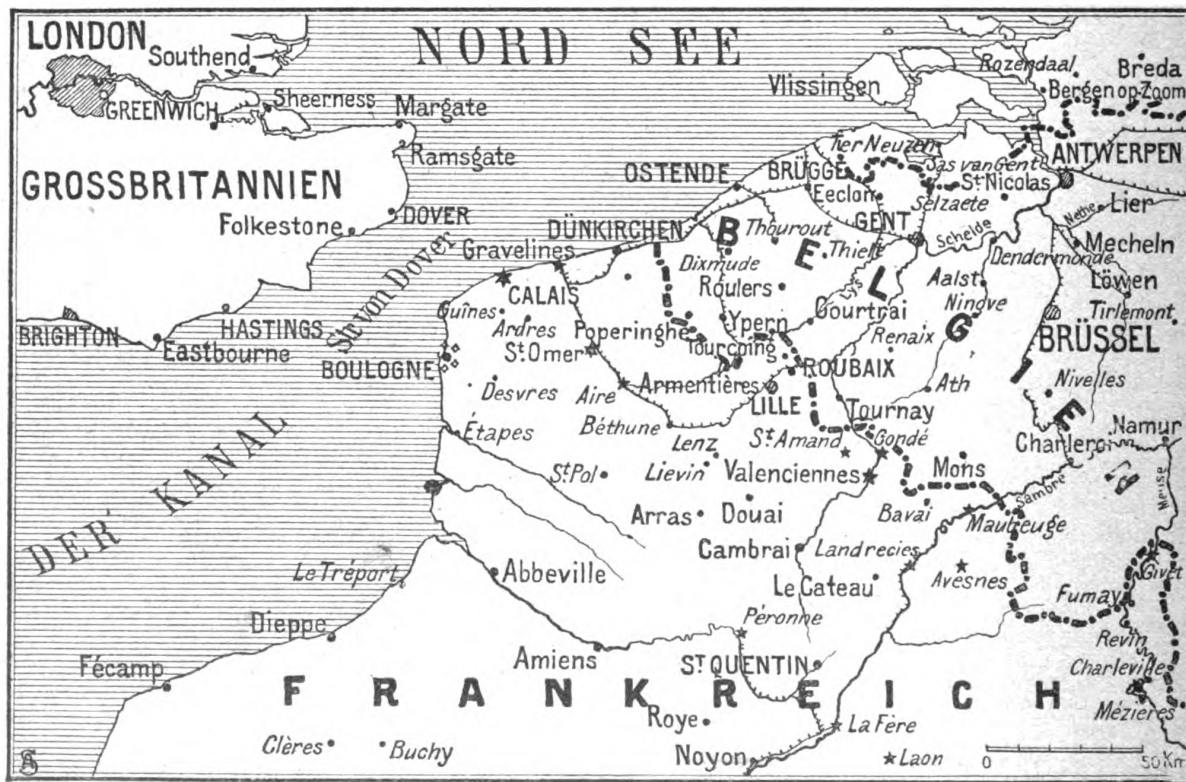 LONDON
Southend
GREENWICH
Sheerness
Margate
Ramsgate
GROSSBRITANNIEN
DOVER
Folkestone
HASTINGS
BRIGHTON
Eastbourne
NORD SEE
Str. von Dover
DER KANAL
Vlissingen
Rozendaal
Breda
Bergen op-Zoom
Ter Neuzen
Sas van Gent
ANTWERPEN
OSTENDE
BRÜGGE
Eeclon
St. Nicolas
Selzaete
Lier
Nethe
GENT
Schelde
Mecheln
DÜNKIRCHEN
Gravelines
Thourout
Thielt
Dixmude
Dendermonde
Löwen
Aalst
Roulers
Lys
Ninove
Tirlemont
CALAIS
Guînes
Ardres
Poperinghe
Ypern
Courtrai
Renaix
BRÜSSEL
St. Omer
Tourcoing
ROUBAIX
BOULOGNE
Desvres
Aire
Armentières
LILLE
Ath
Nivelles
BELGIEN
Tournay
Namur
Étapes
Béthune
Lenz
St. Amand
Condé
Charleroi
St. Pol
Lievin
Valenciennes
Mons
Sambre
Meuse
Arras
Douai
Bavai
Maubeuge
Cambrai
Landrecies
Givet
Abbeville
Le Tréport
Le Cateau
Avesnes
Fumay
Péronne
Dieppe
Revin
Fécamp
Amiens
ST QUENTIN
Charleville
FRANKREICH
Mézières
Roye
La Fère
Clères
Buchy
Noyon
Laon
0 50 Km